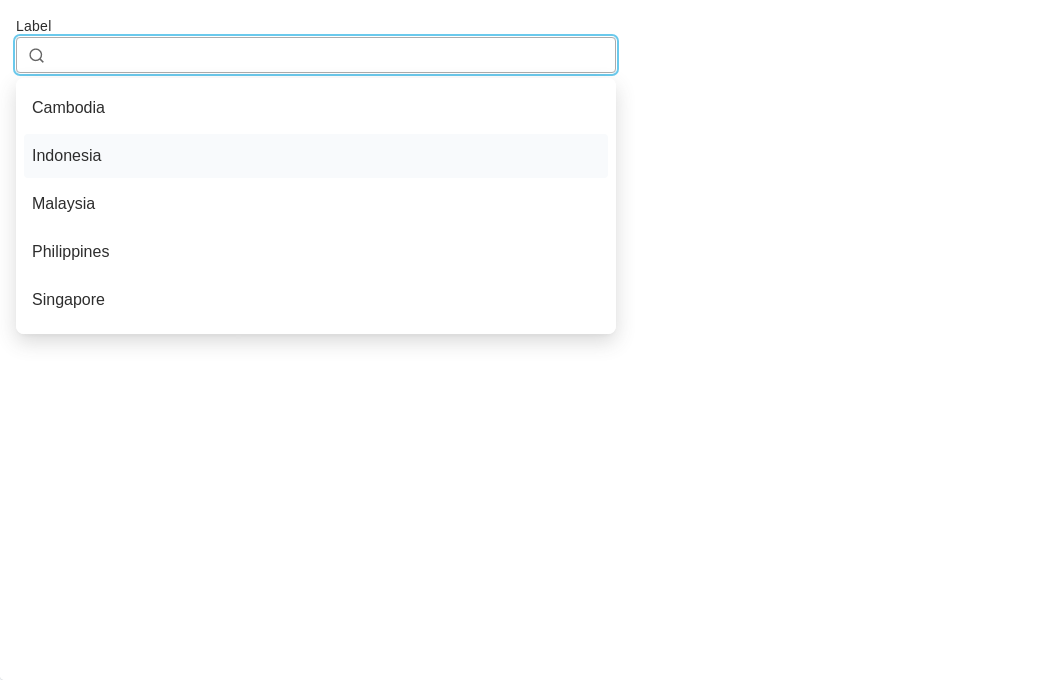 Label
Cambodia
Indonesia
Malaysia
Philippines
Singapore